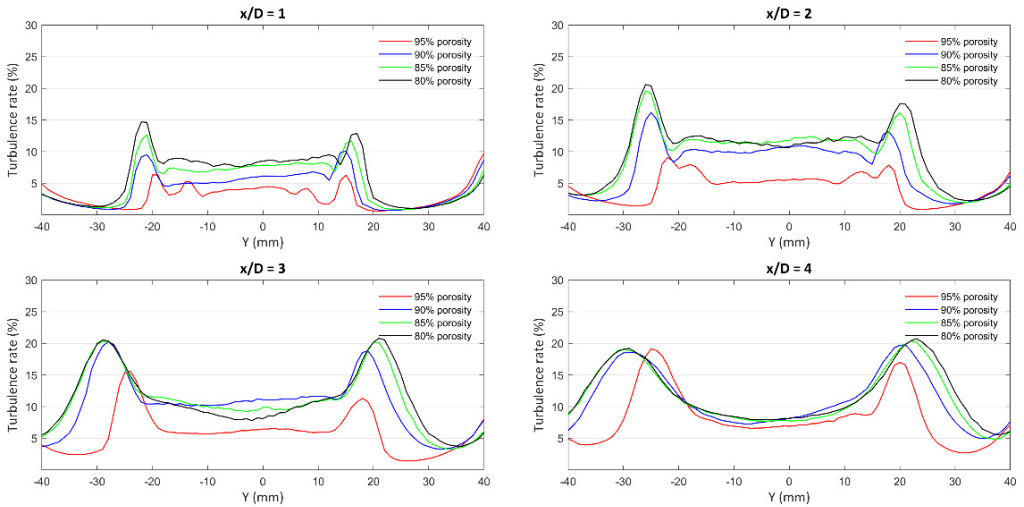 x/D = 1
Turbulence rate (%)
30
25
20
15
10
5
95% porosity
90% porosity
85% porosity
80% porosity
-40 -30 -20 -10 0 10 20 30 40
Y (mm)
x/D = 2
Turbulence rate (%)
30
25
20
15
10
5
95% porosity
90% porosity
85% porosity
80% porosity
-40 -30 -20 -10 0 10 20 30 40
Y (mm)
x/D = 3
Turbulence rate (%)
30
25
20
15
10
5
95% porosity
90% porosity
85% porosity
80% porosity
-40 -30 -20 -10 0 10 20 30 40
Y (mm)
x/D = 4
Turbulence rate (%)
30
25
20
15
10
5
95% porosity
90% porosity
85% porosity
80% porosity
-40 -30 -20 -10 0 10 20 30 40
Y (mm)